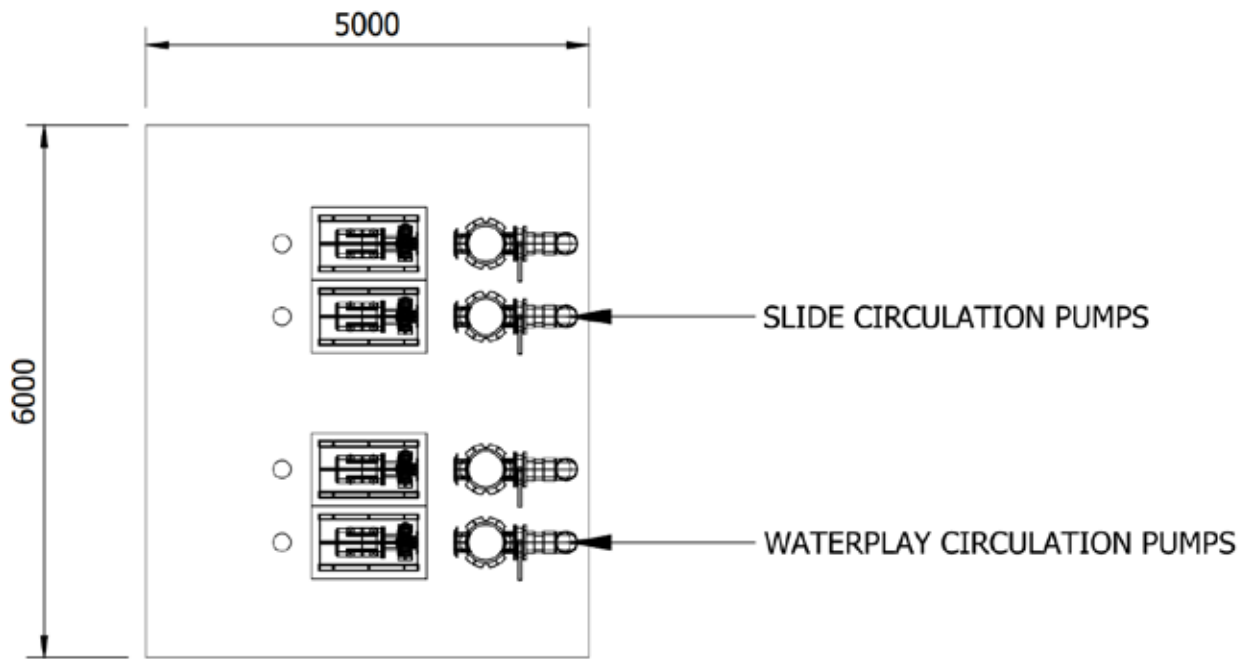 5000
6000
SLIDE CIRCULATION PUMPS
WATERPLAY CIRCULATION PUMPS